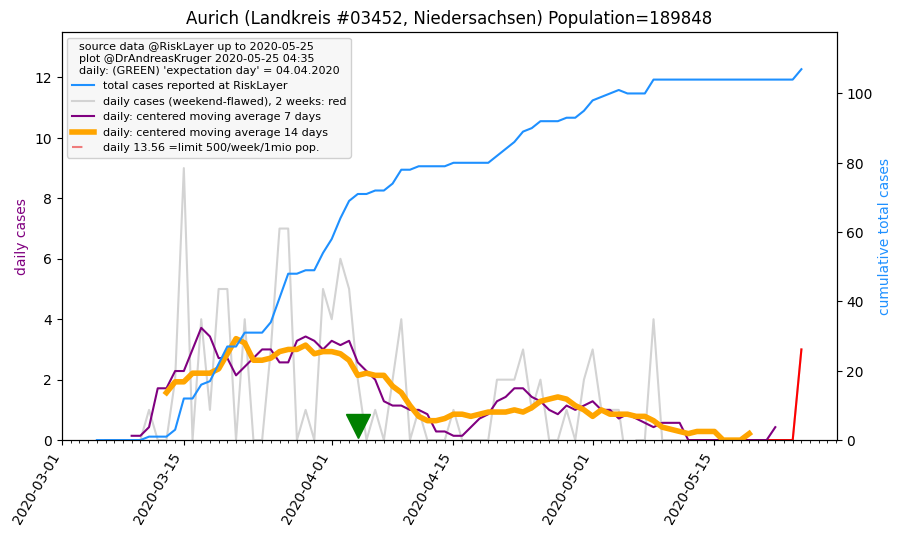 Aurich (Landkreis #03452, Niedersachsen) Population=189848
source data @RiskLayer up to 2020-05-25
plot @DrAndreasKruger 2020-05-25 04:35
daily: (GREEN) 'expectation day' = 04.04.2020
total cases reported at RiskLayer
daily cases (weekend-flawed), 2 weeks: red
daily: centered moving average 7 days
daily: centered moving average 14 days
daily 13.56 =limit 500/week/1mio pop.
daily cases
12
10
8
6
4
2
0
cumulative total cases
100
80
60
40
20
0
2020-03-01
2020-03-15
2020-04-01
2020-04-15
2020-05-01
2020-05-15